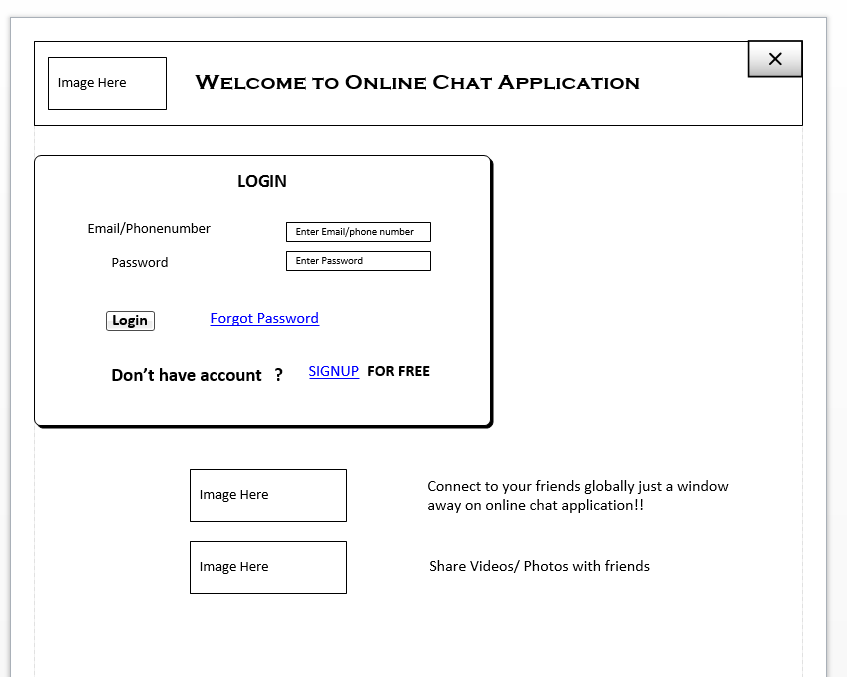 Image Here
Welcome to Online Chat Application
LOGIN
Email/Phonenumber
Enter Email/phone number
Password
Enter Password
Login
Forgot Password
Don't have account ?
SIGNUP FOR FREE
Image Here
Connect to your friends globally just a window
away on online chat application!!
Image Here
Share Videos/ Photos with friends